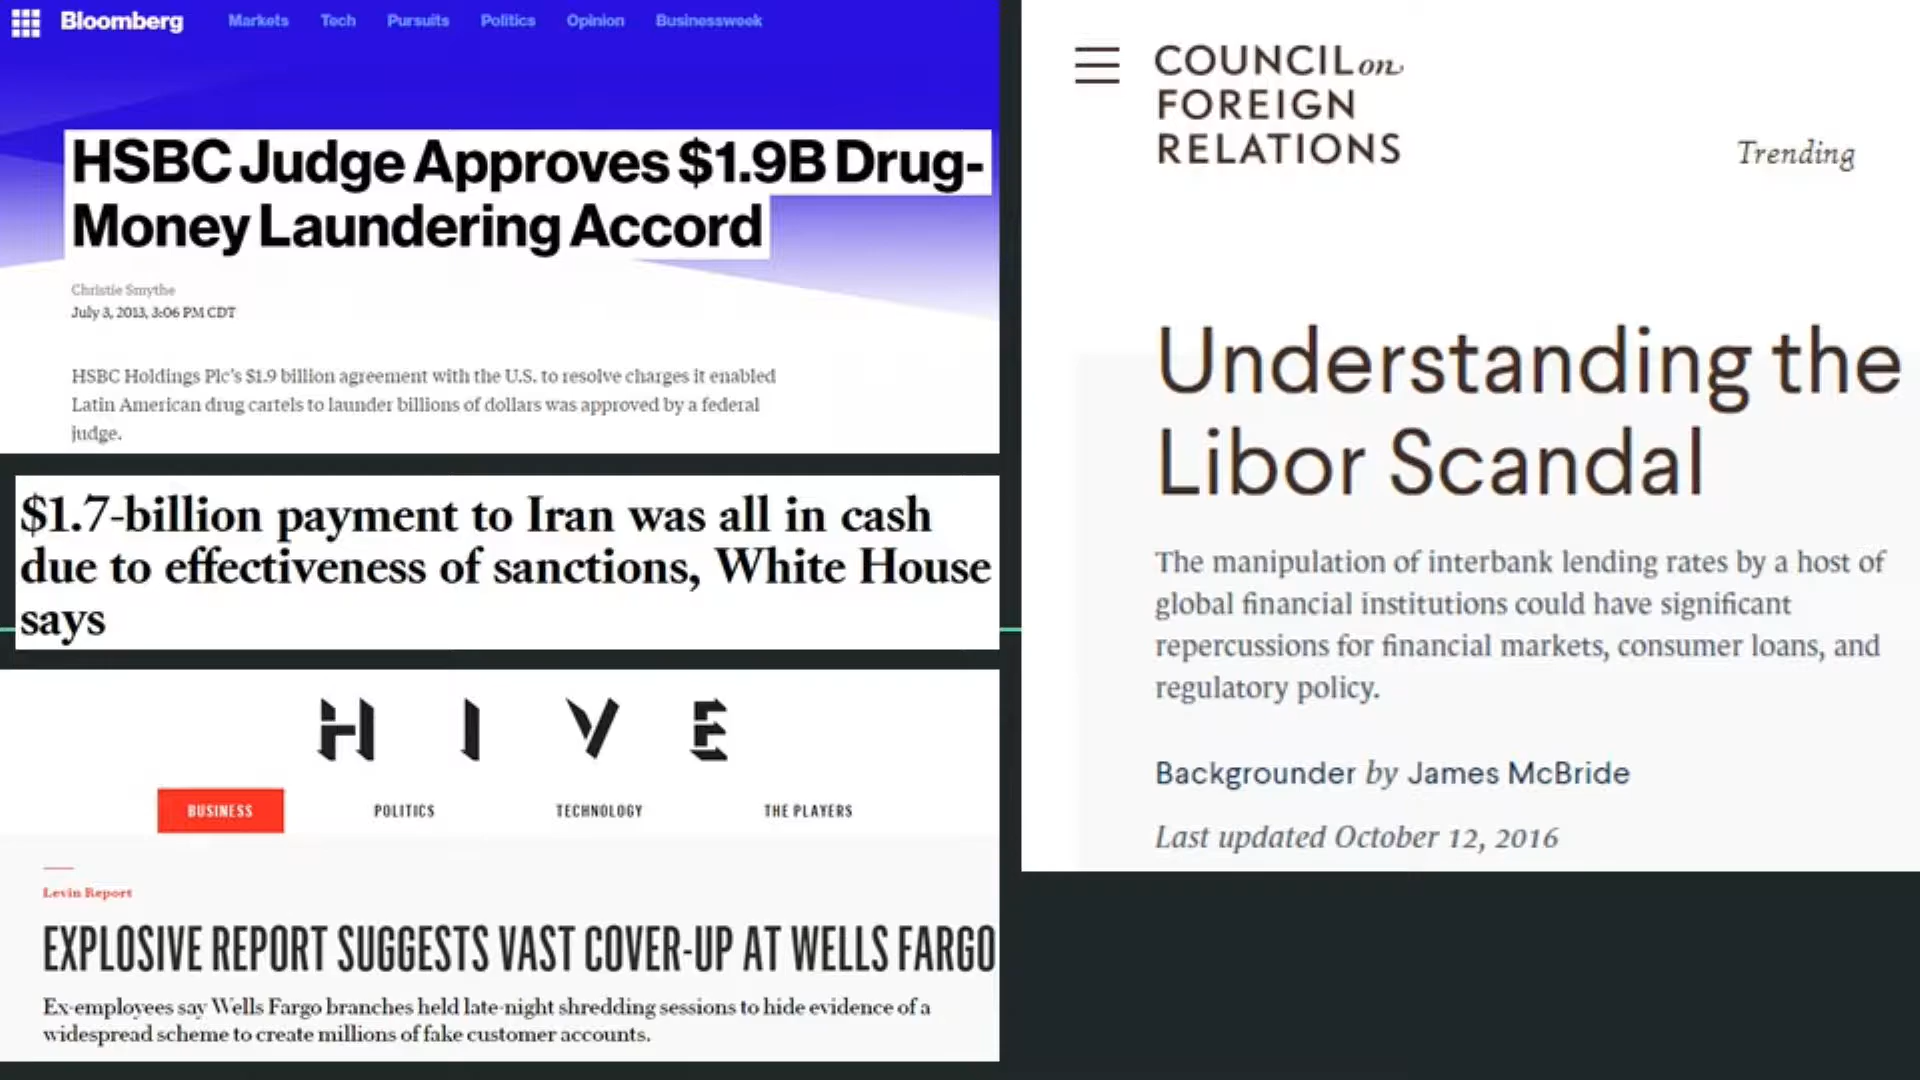 Bloomberg
Markets Tech Pursuits Politics Opinion Businessweek
HSBC Judge Approves $1.9B Drug-
Money Laundering Accord
Christie Smythe
July 3, 2013, 3:06 PM CDT
HSBC Holdings Plc's $1.9 billion agreement with the U.S. to resolve charges it enabled
Latin American drug cartels to launder billions of dollars was approved by a federal
judge.
$1.7-billion payment to Iran was all in cash
due to effectiveness of sanctions, White House
says
HIVE
BUSINESS POLITICS TECHNOLOGY THE PLAYERS
Levin Report
EXPLOSIVE REPORT SUGGESTS VAST COVER-UP AT WELLS FARGO
Ex-employees say Wells Fargo branches held late-night shredding sessions to hide evidence of a
widespread scheme to create millions of fake customer accounts.
COUNCIL on
FOREIGN
RELATIONS
Trending
Understanding the
Libor Scandal
The manipulation of interbank lending rates by a host of
global financial institutions could have significant
repercussions for financial markets, consumer loans, and
regulatory policy.
Backgrounder by James McBride
Last updated October 12, 2016